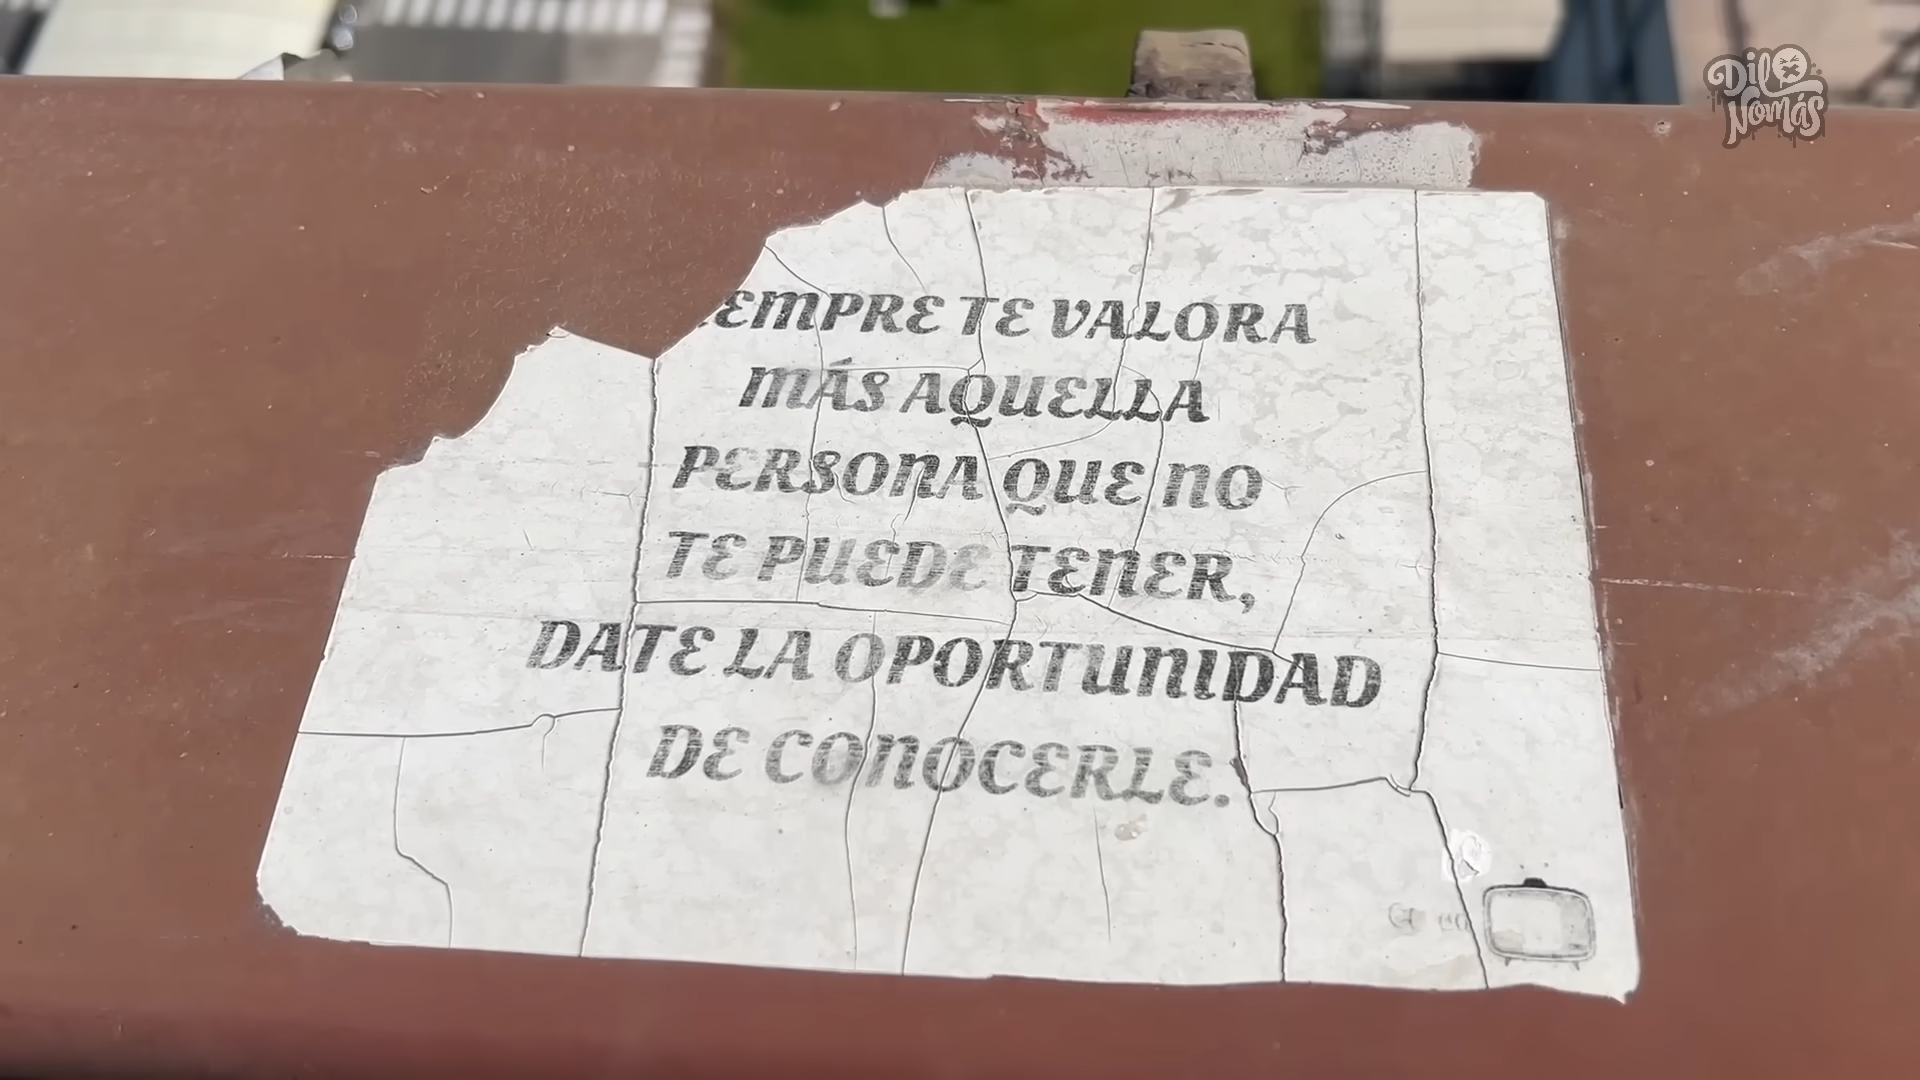 Dilo
Nomás
EMPRE TE VALORA
MÁS AQUELLA
PERSONA QUE NO
TE PUEDE TENER,
DATE LA OPORTUNIDAD
DE CONOCERLE.